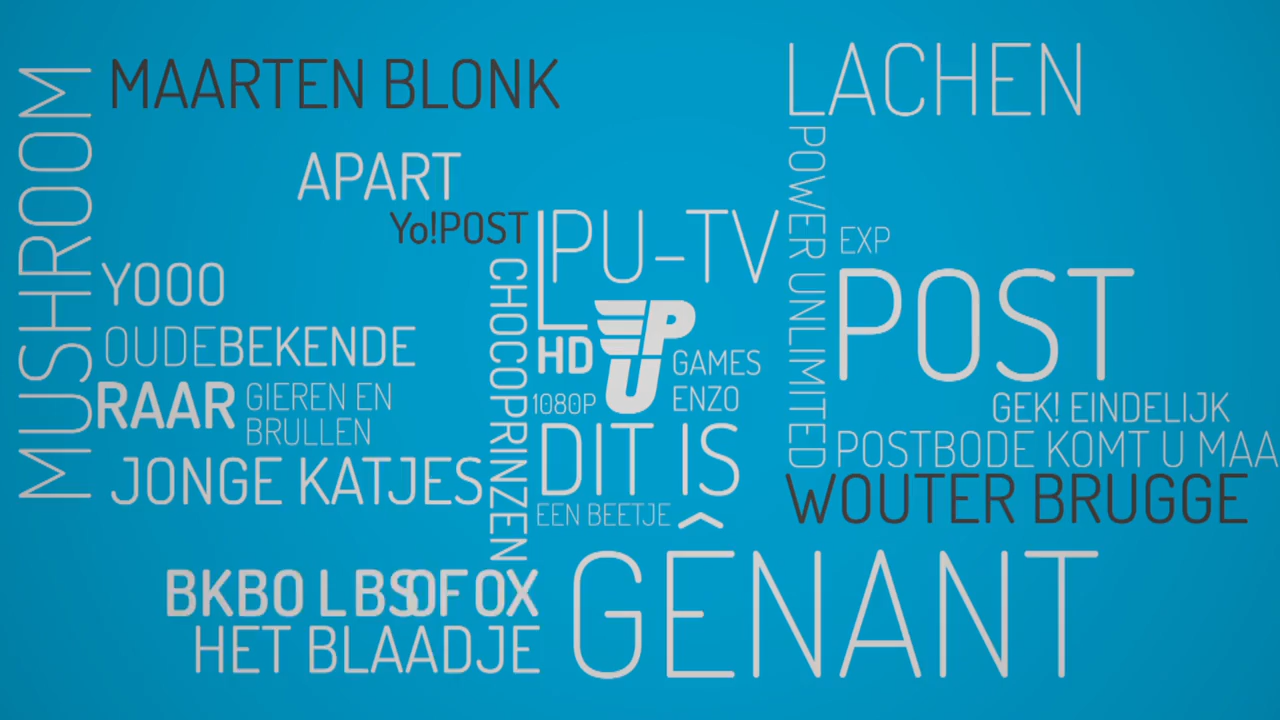 MUSHROOM
MAARTEN BLONK
LACHEN
APART
Yo!POST
PU-TV
POWER UNLIMITED
EXP
YOOO
CHOCOPRINZEN
POST
OUDEBEKENDE
HD
PU
GAMES
RAAR
GIEREN EN
BRULLEN
1080P
ENZO
GEK! EINDELIJK
JONGE KATJES
DIT IS
POSTBODE KOMT U MAA
EEN BEETJE
WOUTER BRUGGE
GÊNANT
HET BLAADJE